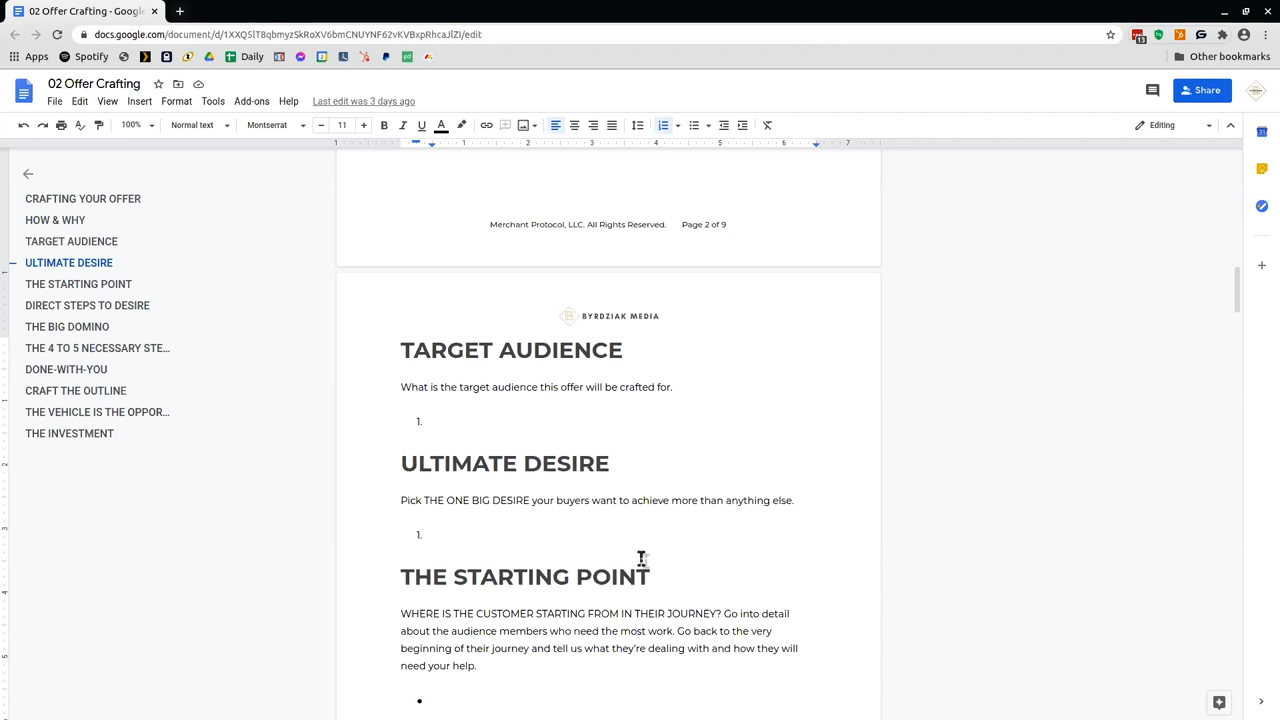 02 Offer Crafting - Google
docs.google.com/document/d/1XXQ5lT8qbmyzSkRoXV6bmCNUYNF62vKVBxpRhcaJlZI/edit
13
Apps
Spotify
Daily
Other bookmarks
02 Offer Crafting
File
Edit
View
Insert
Format
Tools
Add-ons
Help
Last edit was 3 days ago
Share
100%
Normal text
Montserrat
11
Editing
CRAFTING YOUR OFFER
HOW & WHY
TARGET AUDIENCE
ULTIMATE DESIRE
THE STARTING POINT
DIRECT STEPS TO DESIRE
THE BIG DOMINO
THE 4 TO 5 NECESSARY STE...
DONE-WITH-YOU
CRAFT THE OUTLINE
THE VEHICLE IS THE OPPOR...
THE INVESTMENT
Merchant Protocol, LLC. All Rights Reserved. Page 2 of 9
BYRDZIAK MEDIA
TARGET AUDIENCE
What is the target audience this offer will be crafted for.
1.
ULTIMATE DESIRE
Pick THE ONE BIG DESIRE your buyers want to achieve more than anything else.
1.
THE STARTING POINT
WHERE IS THE CUSTOMER STARTING FROM IN THEIR JOURNEY? Go into detail
about the audience members who need the most work. Go back to the very
beginning of their journey and tell us what they're dealing with and how they will
need your help.